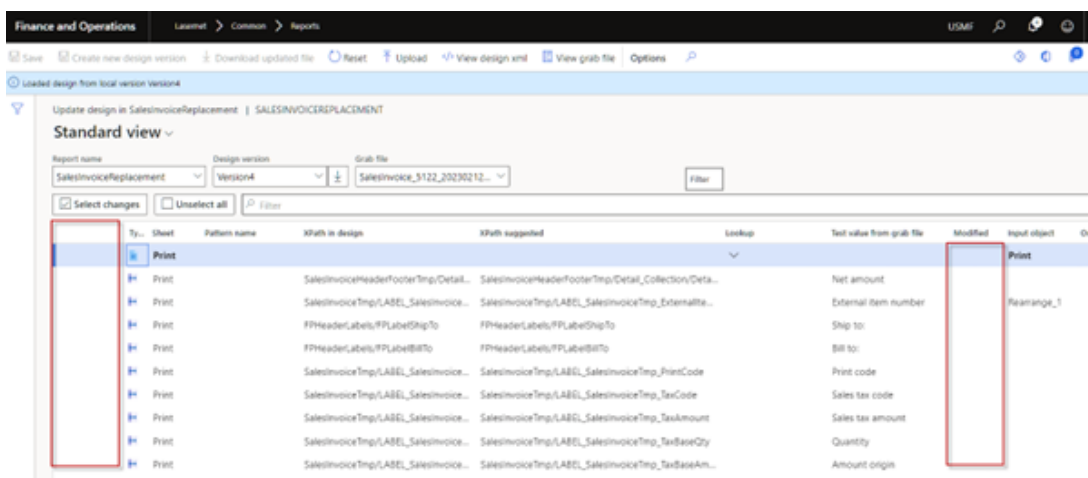 Finance and Operations Lasernet > Common > Reports USMF
Save Create new design version Download updated file Reset Upload View design xml View grab file Options
Loaded design from local version Version4
Update design in SalesInvoiceReplacement | SALESINVOICEREPLACEMENT
Standard view
Report name Design version Grab file
SalesInvoiceReplacement Version4 SalesInvoice_5122_20230212... Filter
Select changes Unselect all Filter
Ty... Sheet Pattern name XPath in design XPath suggested Lookup Test value from grab file Modified Input object
Print Print
Print SalesInvoiceHeaderFooterTmp/Detail... SalesInvoiceHeaderFooterTmp/Detail_Collection/Deta... Net amount
Print SalesInvoiceTmp/LABEL_SalesInvoice... SalesInvoiceTmp/LABEL_SalesInvoiceTmp_ExternalIte... External item number Rearrange_1
Print FPHeaderLabels/FPLabelShipTo FPHeaderLabels/FPLabelShipTo Ship to:
Print FPHeaderLabels/FPLabelBillTo FPHeaderLabels/FPLabelBillTo Bill to:
Print SalesInvoiceTmp/LABEL_SalesInvoice... SalesInvoiceTmp/LABEL_SalesInvoiceTmp_PrintCode Print code
Print SalesInvoiceTmp/LABEL_SalesInvoice... SalesInvoiceTmp/LABEL_SalesInvoiceTmp_TaxCode Sales tax code
Print SalesInvoiceTmp/LABEL_SalesInvoice... SalesInvoiceTmp/LABEL_SalesInvoiceTmp_TaxAmount Sales tax amount
Print SalesInvoiceTmp/LABEL_SalesInvoice... SalesInvoiceTmp/LABEL_SalesInvoiceTmp_TaxBaseQty Quantity
Print SalesInvoiceTmp/LABEL_SalesInvoice... SalesInvoiceTmp/LABEL_SalesInvoiceTmp_TaxBaseAm... Amount origin